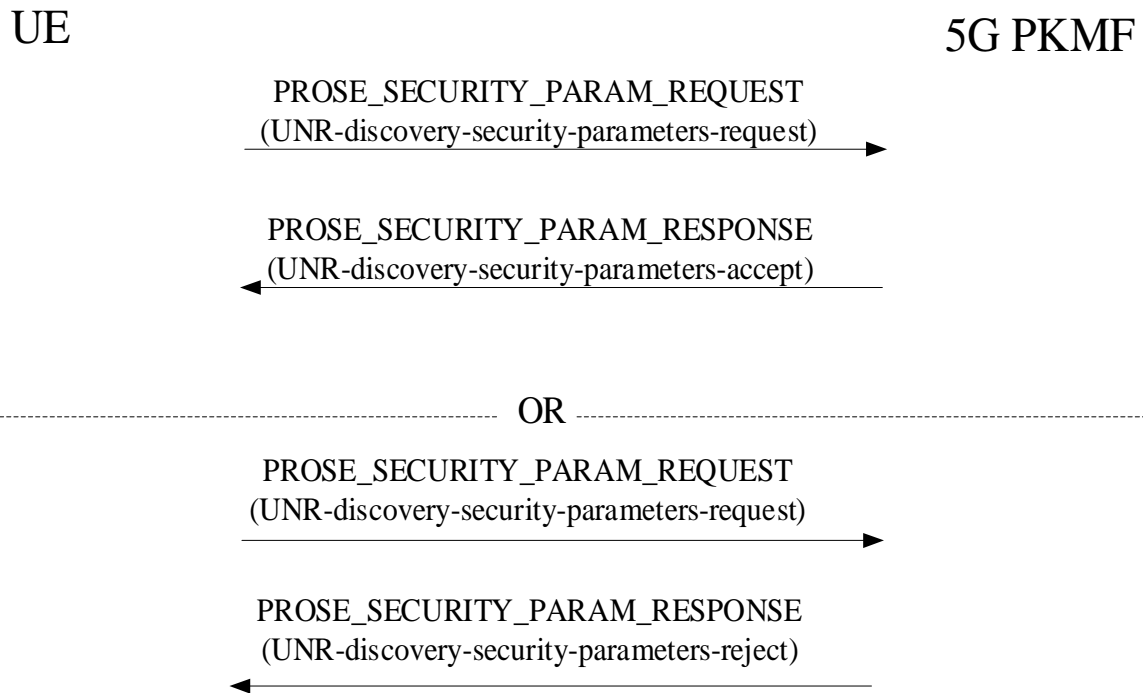 UE
5G PKMF
PROSE_SECURITY_PARAM_REQUEST
(UNR-discovery-security-parameters-request)
PROSE_SECURITY_PARAM_RESPONSE
(UNR-discovery-security-parameters-accept)
OR
PROSE_SECURITY_PARAM_REQUEST
(UNR-discovery-security-parameters-request)
PROSE_SECURITY_PARAM_RESPONSE
(UNR-discovery-security-parameters-reject)